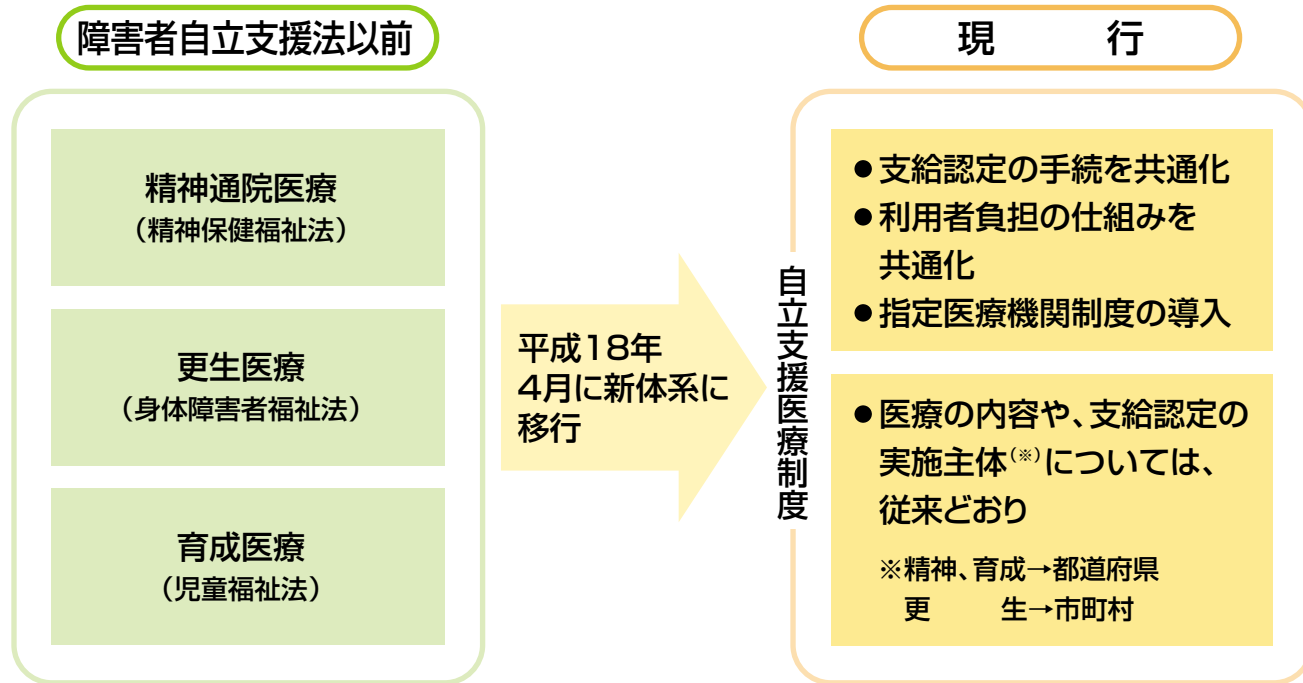 障害者自立支援法以前
精神通院医療
（精神保健福祉法）
更生医療
（身体障害者福祉法）
育成医療
（児童福祉法）
平成18年
4月に新体系に
移行
現　　　行
自立支援医療制度
●支給認定の手続を共通化
●利用者負担の仕組みを
共通化
●指定医療機関制度の導入
●医療の内容や、支給認定の
実施主体(※)については、
従来どおり
※精神、育成→都道府県
更　　　生→市町村